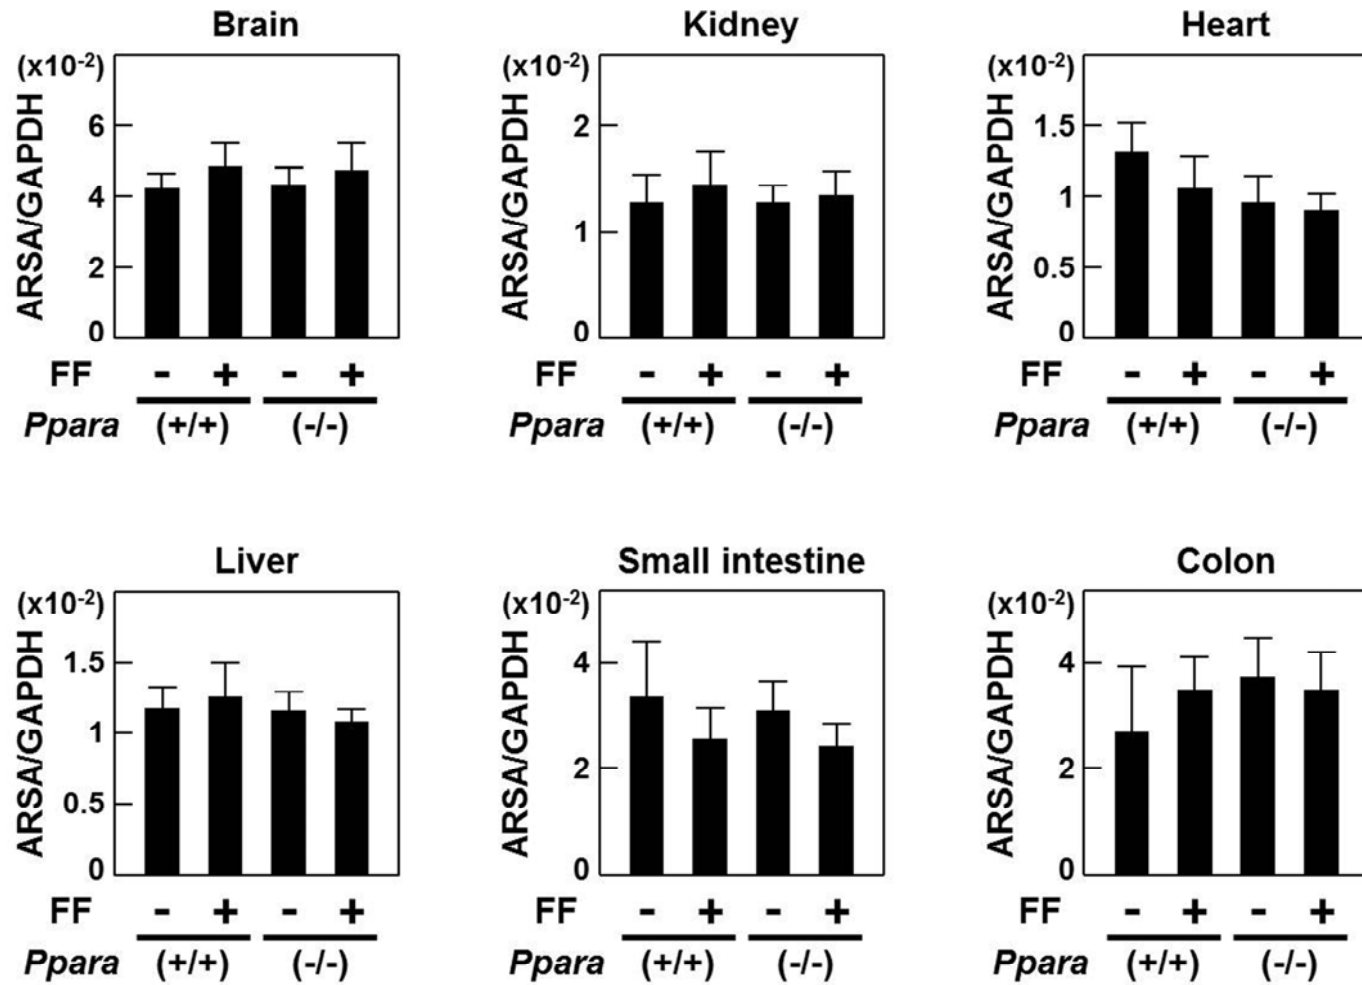 Brain
(x10-2)
ARSA/GAPDH
6
4
2
0
FF - + - +
Ppara (+/+) (-/-)
Kidney
(x10-2)
ARSA/GAPDH
2
1
0
FF - + - +
Ppara (+/+) (-/-)
Heart
(x10-2)
ARSA/GAPDH
1.5
1
0.5
0
FF - + - +
Ppara (+/+) (-/-)
Liver
(x10-2)
ARSA/GAPDH
1.5
1
0.5
0
FF - + - +
Ppara (+/+) (-/-)
Small intestine
(x10-2)
ARSA/GAPDH
4
2
0
FF - + - +
Ppara (+/+) (-/-)
Colon
(x10-2)
ARSA/GAPDH
4
2
0
FF - + - +
Ppara (+/+) (-/-)